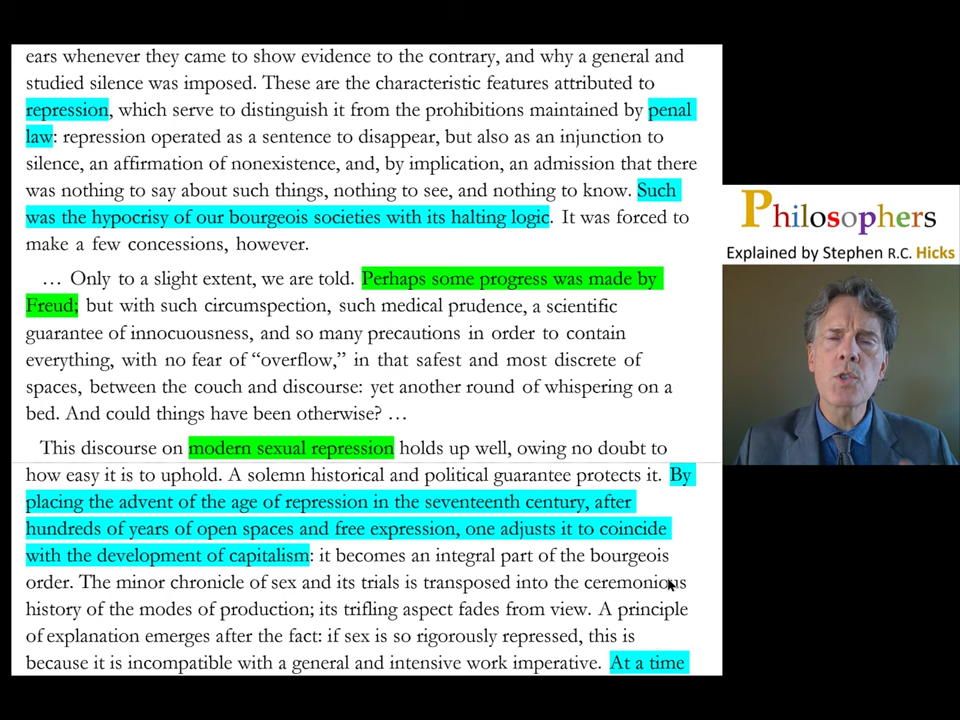 ears whenever they came to show evidence to the contrary, and why a general and
studied silence was imposed. These are the characteristic features attributed to
repression, which serve to distinguish it from the prohibitions maintained by penal
law: repression operated as a sentence to disappear, but also as an injunction to
silence, an affirmation of nonexistence, and, by implication, an admission that there
was nothing to say about such things, nothing to see, and nothing to know. Such
was the hypocrisy of our bourgeois societies with its halting logic. It was forced to
make a few concessions, however.
… Only to a slight extent, we are told. Perhaps some progress was made by
Freud; but with such circumspection, such medical prudence, a scientific
guarantee of innocuousness, and so many precautions in order to contain
everything, with no fear of “overflow,” in that safest and most discrete of
spaces, between the couch and discourse: yet another round of whispering on a
bed. And could things have been otherwise? …
This discourse on modern sexual repression holds up well, owing no doubt to
how easy it is to uphold. A solemn historical and political guarantee protects it. By
placing the advent of the age of repression in the seventeenth century, after
hundreds of years of open spaces and free expression, one adjusts it to coincide
with the development of capitalism: it becomes an integral part of the bourgeois
order. The minor chronicle of sex and its trials is transposed into the ceremonious
history of the modes of production; its trifling aspect fades from view. A principle
of explanation emerges after the fact: if sex is so rigorously repressed, this is
because it is incompatible with a general and intensive work imperative. At a time
Philosophers
Explained by Stephen R.C. Hicks